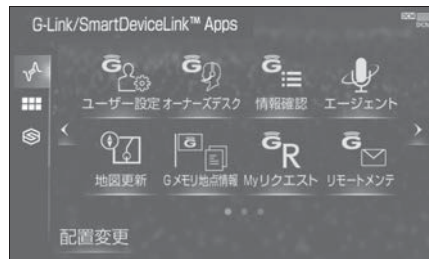 G-Link/SmartDeviceLink™ Apps
DCM
ユーザー設定 オーナーズデスク 情報確認 エージェント
地図更新 Gメモリ地点情報 Myリクエスト リモートメンテ
配置変更